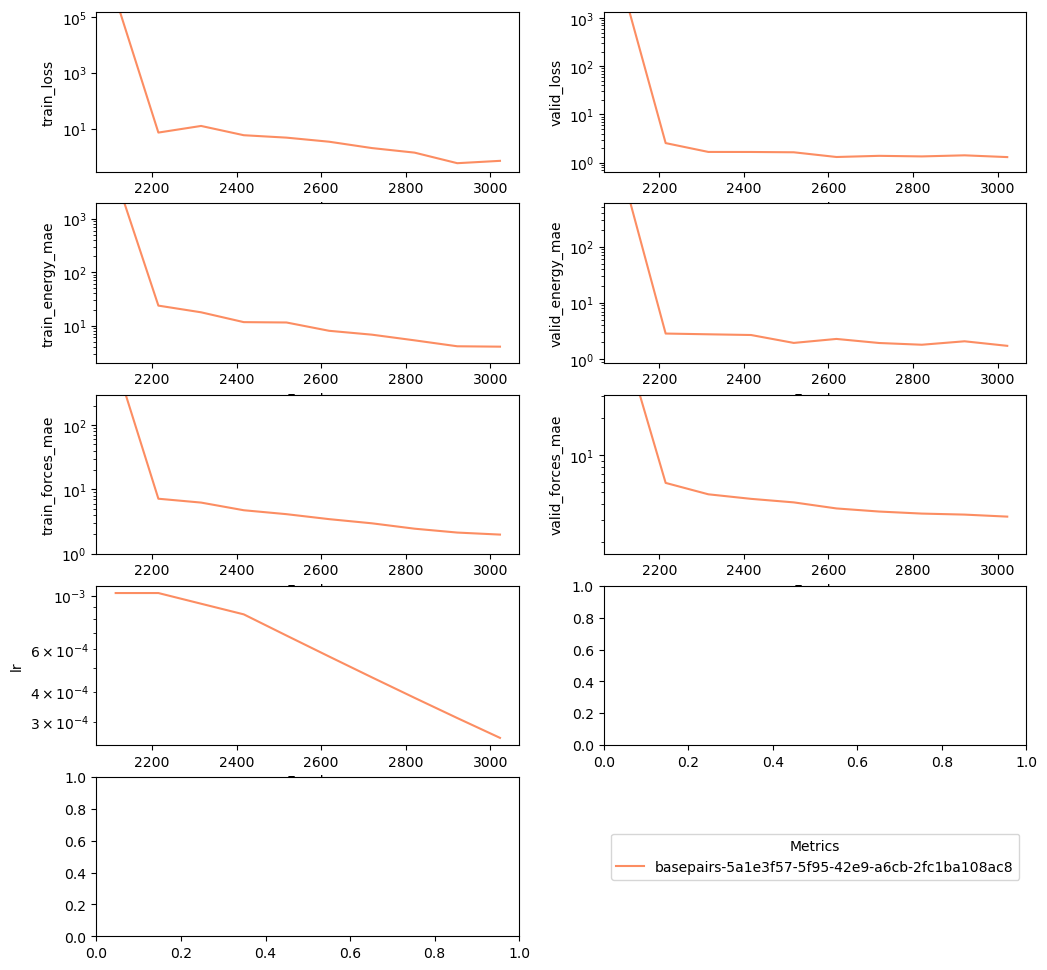 train_loss
10^5
10^3
10^1
2200 2400 2600 2800 3000
valid_loss
10^3
10^2
10^1
10^0
2200 2400 2600 2800 3000
train_energy_mae
10^3
10^2
10^1
2200 2400 2600 2800 3000
valid_energy_mae
10^2
10^1
10^0
2200 2400 2600 2800 3000
train_forces_mae
10^2
10^1
10^0
2200 2400 2600 2800 3000
valid_forces_mae
10^1
2200 2400 2600 2800 3000
lr
10^−3
6 × 10^−4
4 × 10^−4
3 × 10^−4
2200 2400 2600 2800 3000
1.0
0.8
0.6
0.4
0.2
0.0
0.0 0.2 0.4 0.6 0.8 1.0
1.0
0.8
0.6
0.4
0.2
0.0
0.0 0.2 0.4 0.6 0.8 1.0
Metrics
basepairs-5a1e3f57-5f95-42e9-a6cb-2fc1ba108ac8